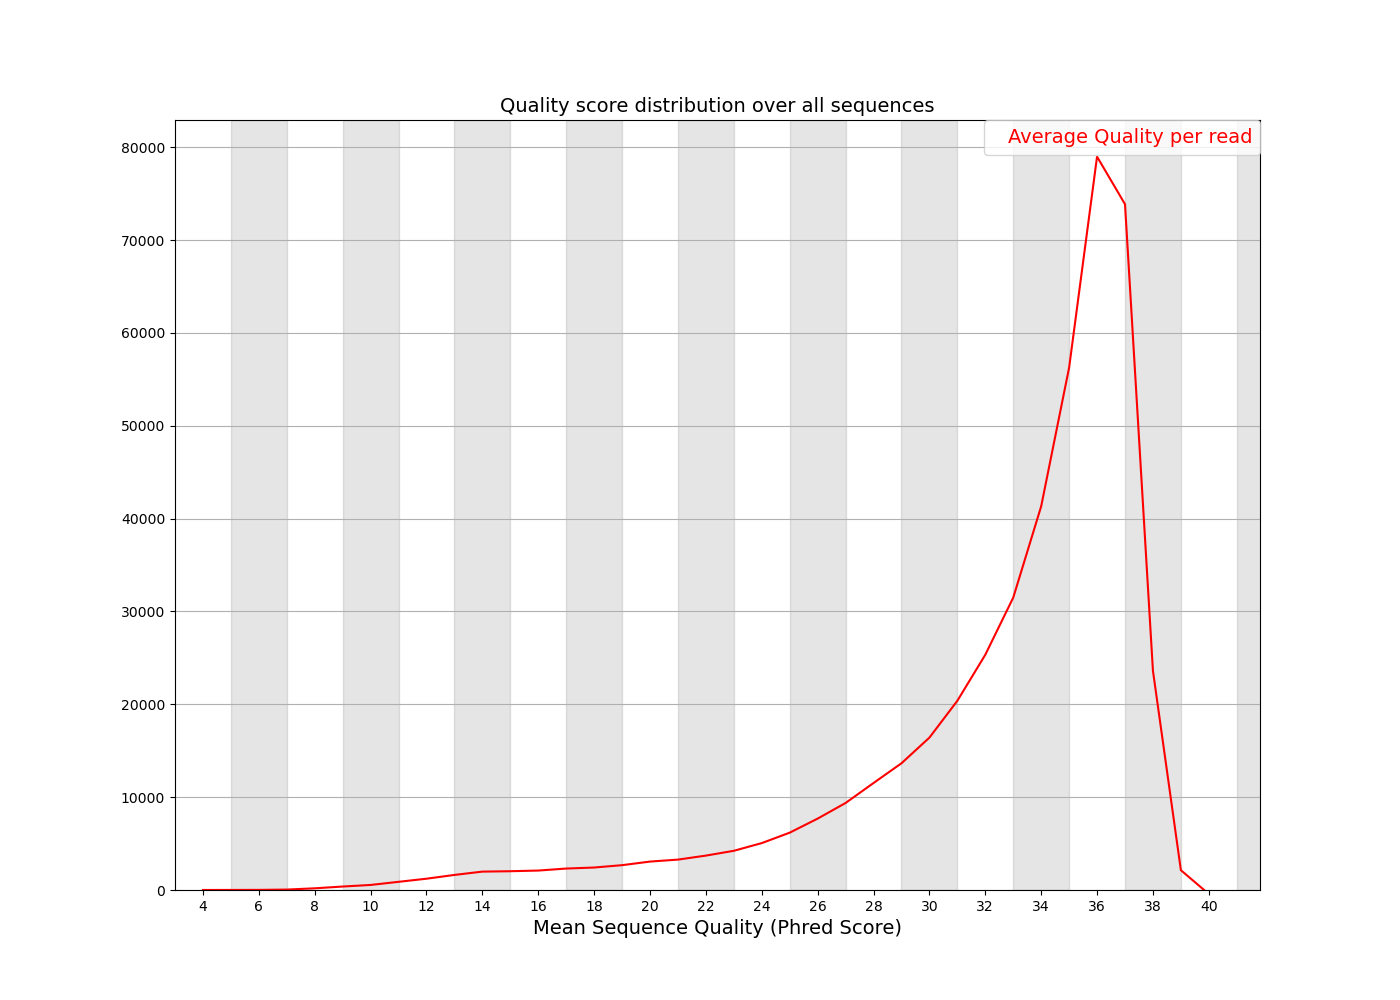 Quality score distribution over all sequences
Average Quality per read
80000
70000
60000
50000
40000
30000
20000
10000
0
4 6 8 10 12 14 16 18 20 22 24 26 28 30 32 34 36 38 40
Mean Sequence Quality (Phred Score)